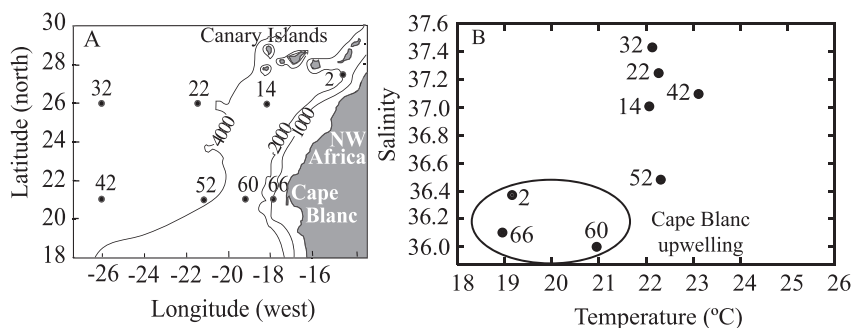 30
28
26
24
22
20
18
Latitude (north)
A
Canary Islands
32
22
14
2
4000
2000
1000
NW
Africa
42
52
60
66
Cape
Blanc
-26 -24 -22 -20 -18 -16
Longitude (west)
37.6
37.4
37.2
37.0
36.8
36.6
36.4
36.2
36.0
Salinity
B
32
22
42
14
52
2
66
60
Cape Blanc
upwelling
18 19 20 21 22 23 24 25 26
Temperature (ºC)